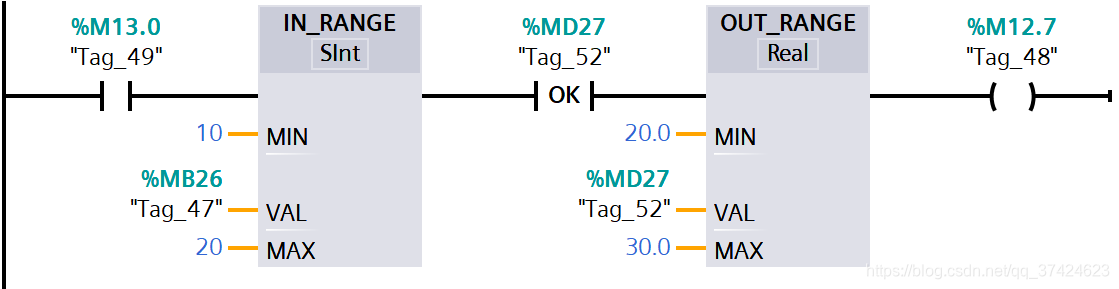 %M13.0
"Tag_49"
IN_RANGE
SInt
10
MIN
%MB26
"Tag_47"
VAL
20
MAX
%MD27
"Tag_52"
OK
OUT_RANGE
Real
20.0
MIN
%MD27
"Tag_52"
VAL
30.0
MAX
%M12.7
"Tag_48"
https://blog.csdn.net/qq_37424623